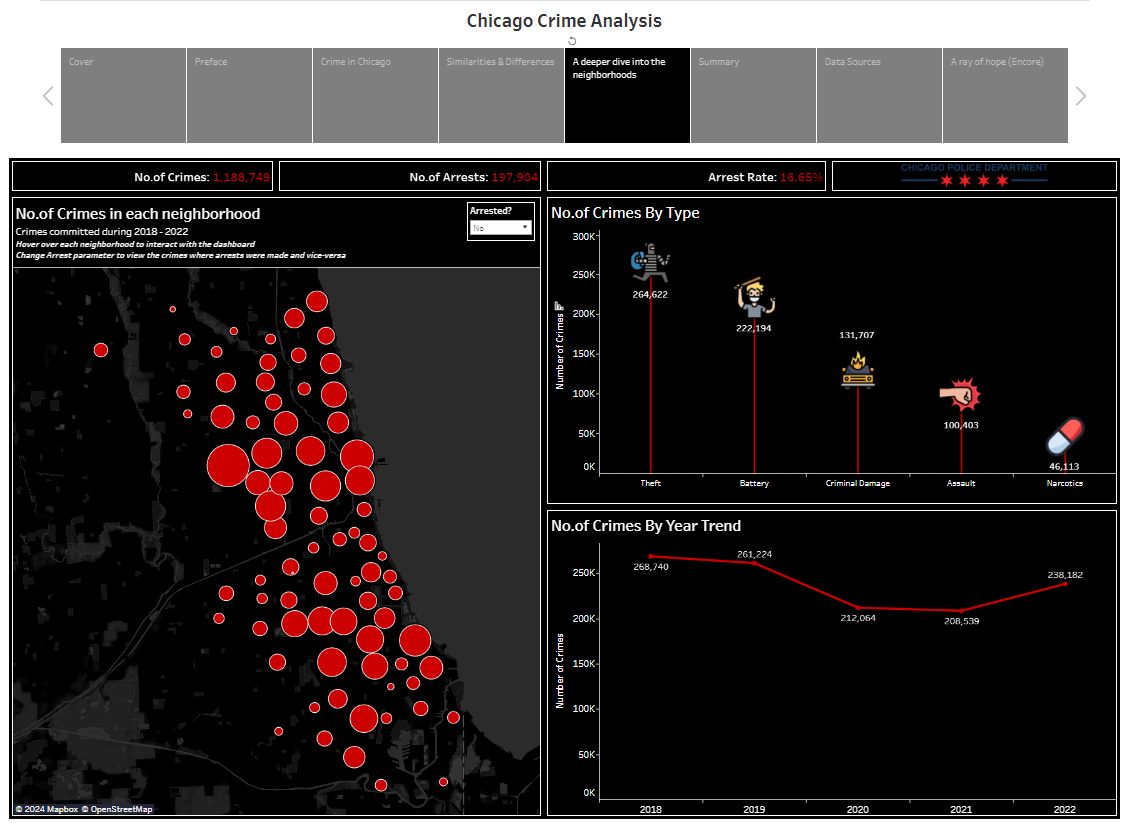 Chicago Crime Analysis
Cover
Preface
Crime in Chicago
Similarities & Differences
A deeper dive into the
neighborhoods
Summary
Data Sources
A ray of hope (Encore)
No.of Crimes: 1,188,749
No.of Arrests: 197,904
Arrest Rate: 16.65%
CHICAGO POLICE DEPARTMENT
No.of Crimes in each neighborhood
Crimes committed during 2018 - 2022
Hover over each neighborhood to interact with the dashboard
Change Arrest parameter to view the crimes where arrests were made and vice-versa
Arrested?
No
© 2024 Mapbox © OpenStreetMap
No.of Crimes By Type
Number of Crimes
300K
250K
200K
150K
100K
50K
0K
264,622
222,194
131,707
100,403
46,113
Theft
Battery
Criminal Damage
Assault
Narcotics
No.of Crimes By Year Trend
Number of Crimes
250K
200K
150K
100K
50K
0K
268,740
261,224
212,064
208,539
238,182
2018
2019
2020
2021
2022